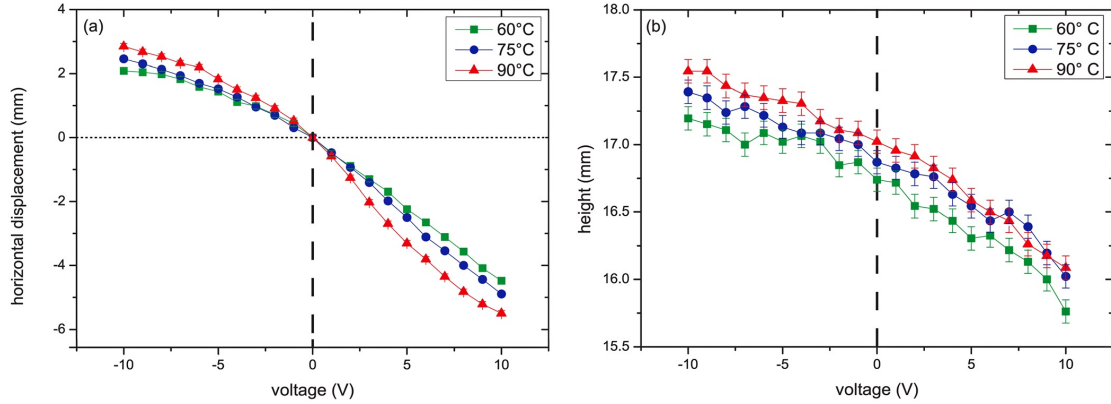 (a)
60°C
75°C
90°C
4
2
0
-2
-4
-6
horizontal displacement (mm)
-10 -5 0 5 10
voltage (V)
(b)
60° C
75° C
90° C
18.0
17.5
17.0
16.5
16.0
15.5
height (mm)
-10 -5 0 5 10
voltage (V)